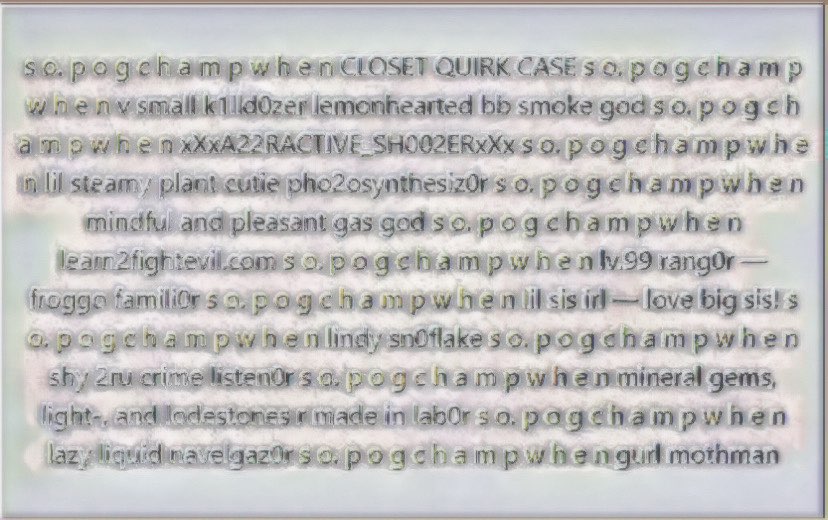 s o. p o g c h a m p w h e n CLOSET QUIRK CASE s o. p o g c h a m p
w h e n v small k1lld0zer lemonhearted bb smoke god s o. p o g c h
a m p w h e n xXxA22RACTIVE_SH002ERxXx s o. p o g c h a m p w h e
n lil steamy plant cutie pho2osynthesiz0r s o. p o g c h a m p w h e n
mindful and pleasant gas god s o. p o g c h a m p w h e n
learn2fightevil.com s o. p o g c h a m p w h e n lv.99 rang0r —
froggo famili0r s o. p o g c h a m p w h e n lil sis irl — love big sis! s
o. p o g c h a m p w h e n lindy sn0flake s o. p o g c h a m p w h e n
shy 2ru crime listen0r s o. p o g c h a m p w h e n mineral gems,
light-, and lodestones r made in lab0r s o. p o g c h a m p w h e n
lazy liquid navelgaz0r s o. p o g c h a m p w h e n gurl mothman